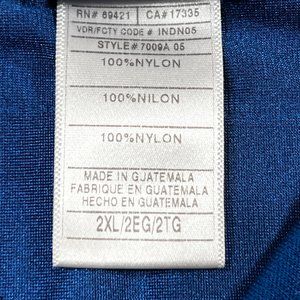 RN# 69421 CA# 17335
VDR/FCTY CODE # INDN05
STYLE# 7009A 05
100%NYLON
100%NILON
100%NYLON
MADE IN GUATEMALA
FABRIQUE EN GUATEMALA
HECHO EN GUATEMALA
2XL/2EG/2TG